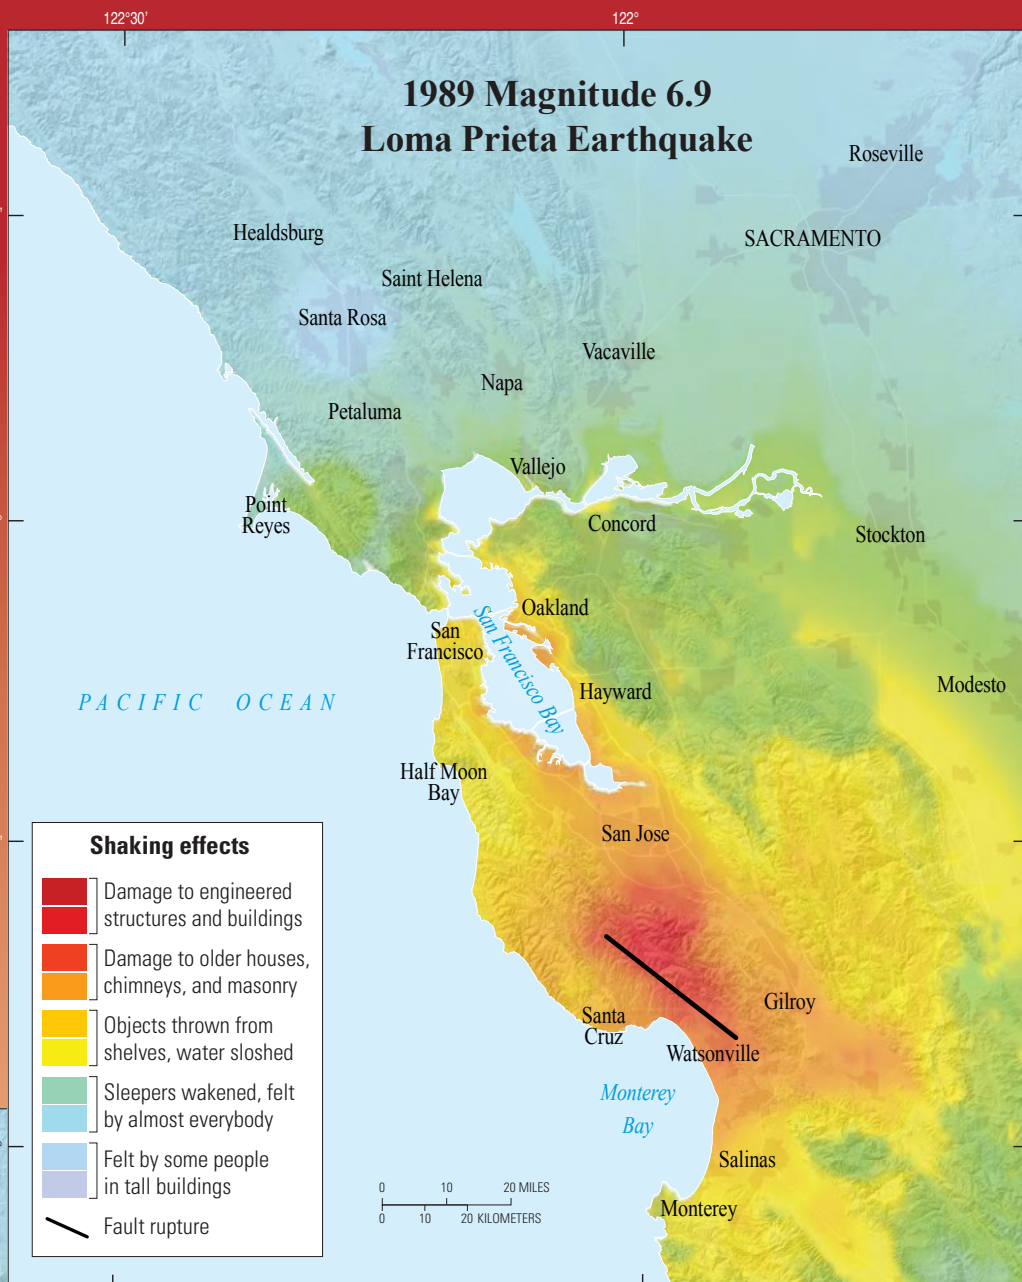 122°30' 122°
1989 Magnitude 6.9
Loma Prieta Earthquake
Roseville
Healdsburg
SACRAMENTO
Saint Helena
Santa Rosa
Vacaville
Napa
Petaluma
Vallejo
Point
Reyes
Concord
Stockton
Oakland
San
Francisco
San Francisco Bay
Hayward
Modesto
PACIFIC OCEAN
Half Moon
Bay
San Jose
Gilroy
Santa
Cruz
Watsonville
Monterey
Bay
Salinas
Monterey
Shaking effects
Damage to engineered
structures and buildings
Damage to older houses,
chimneys, and masonry
Objects thrown from
shelves, water sloshed
Sleepers wakened, felt
by almost everybody
Felt by some people
in tall buildings
Fault rupture
0 10 20 MILES
0 10 20 KILOMETERS